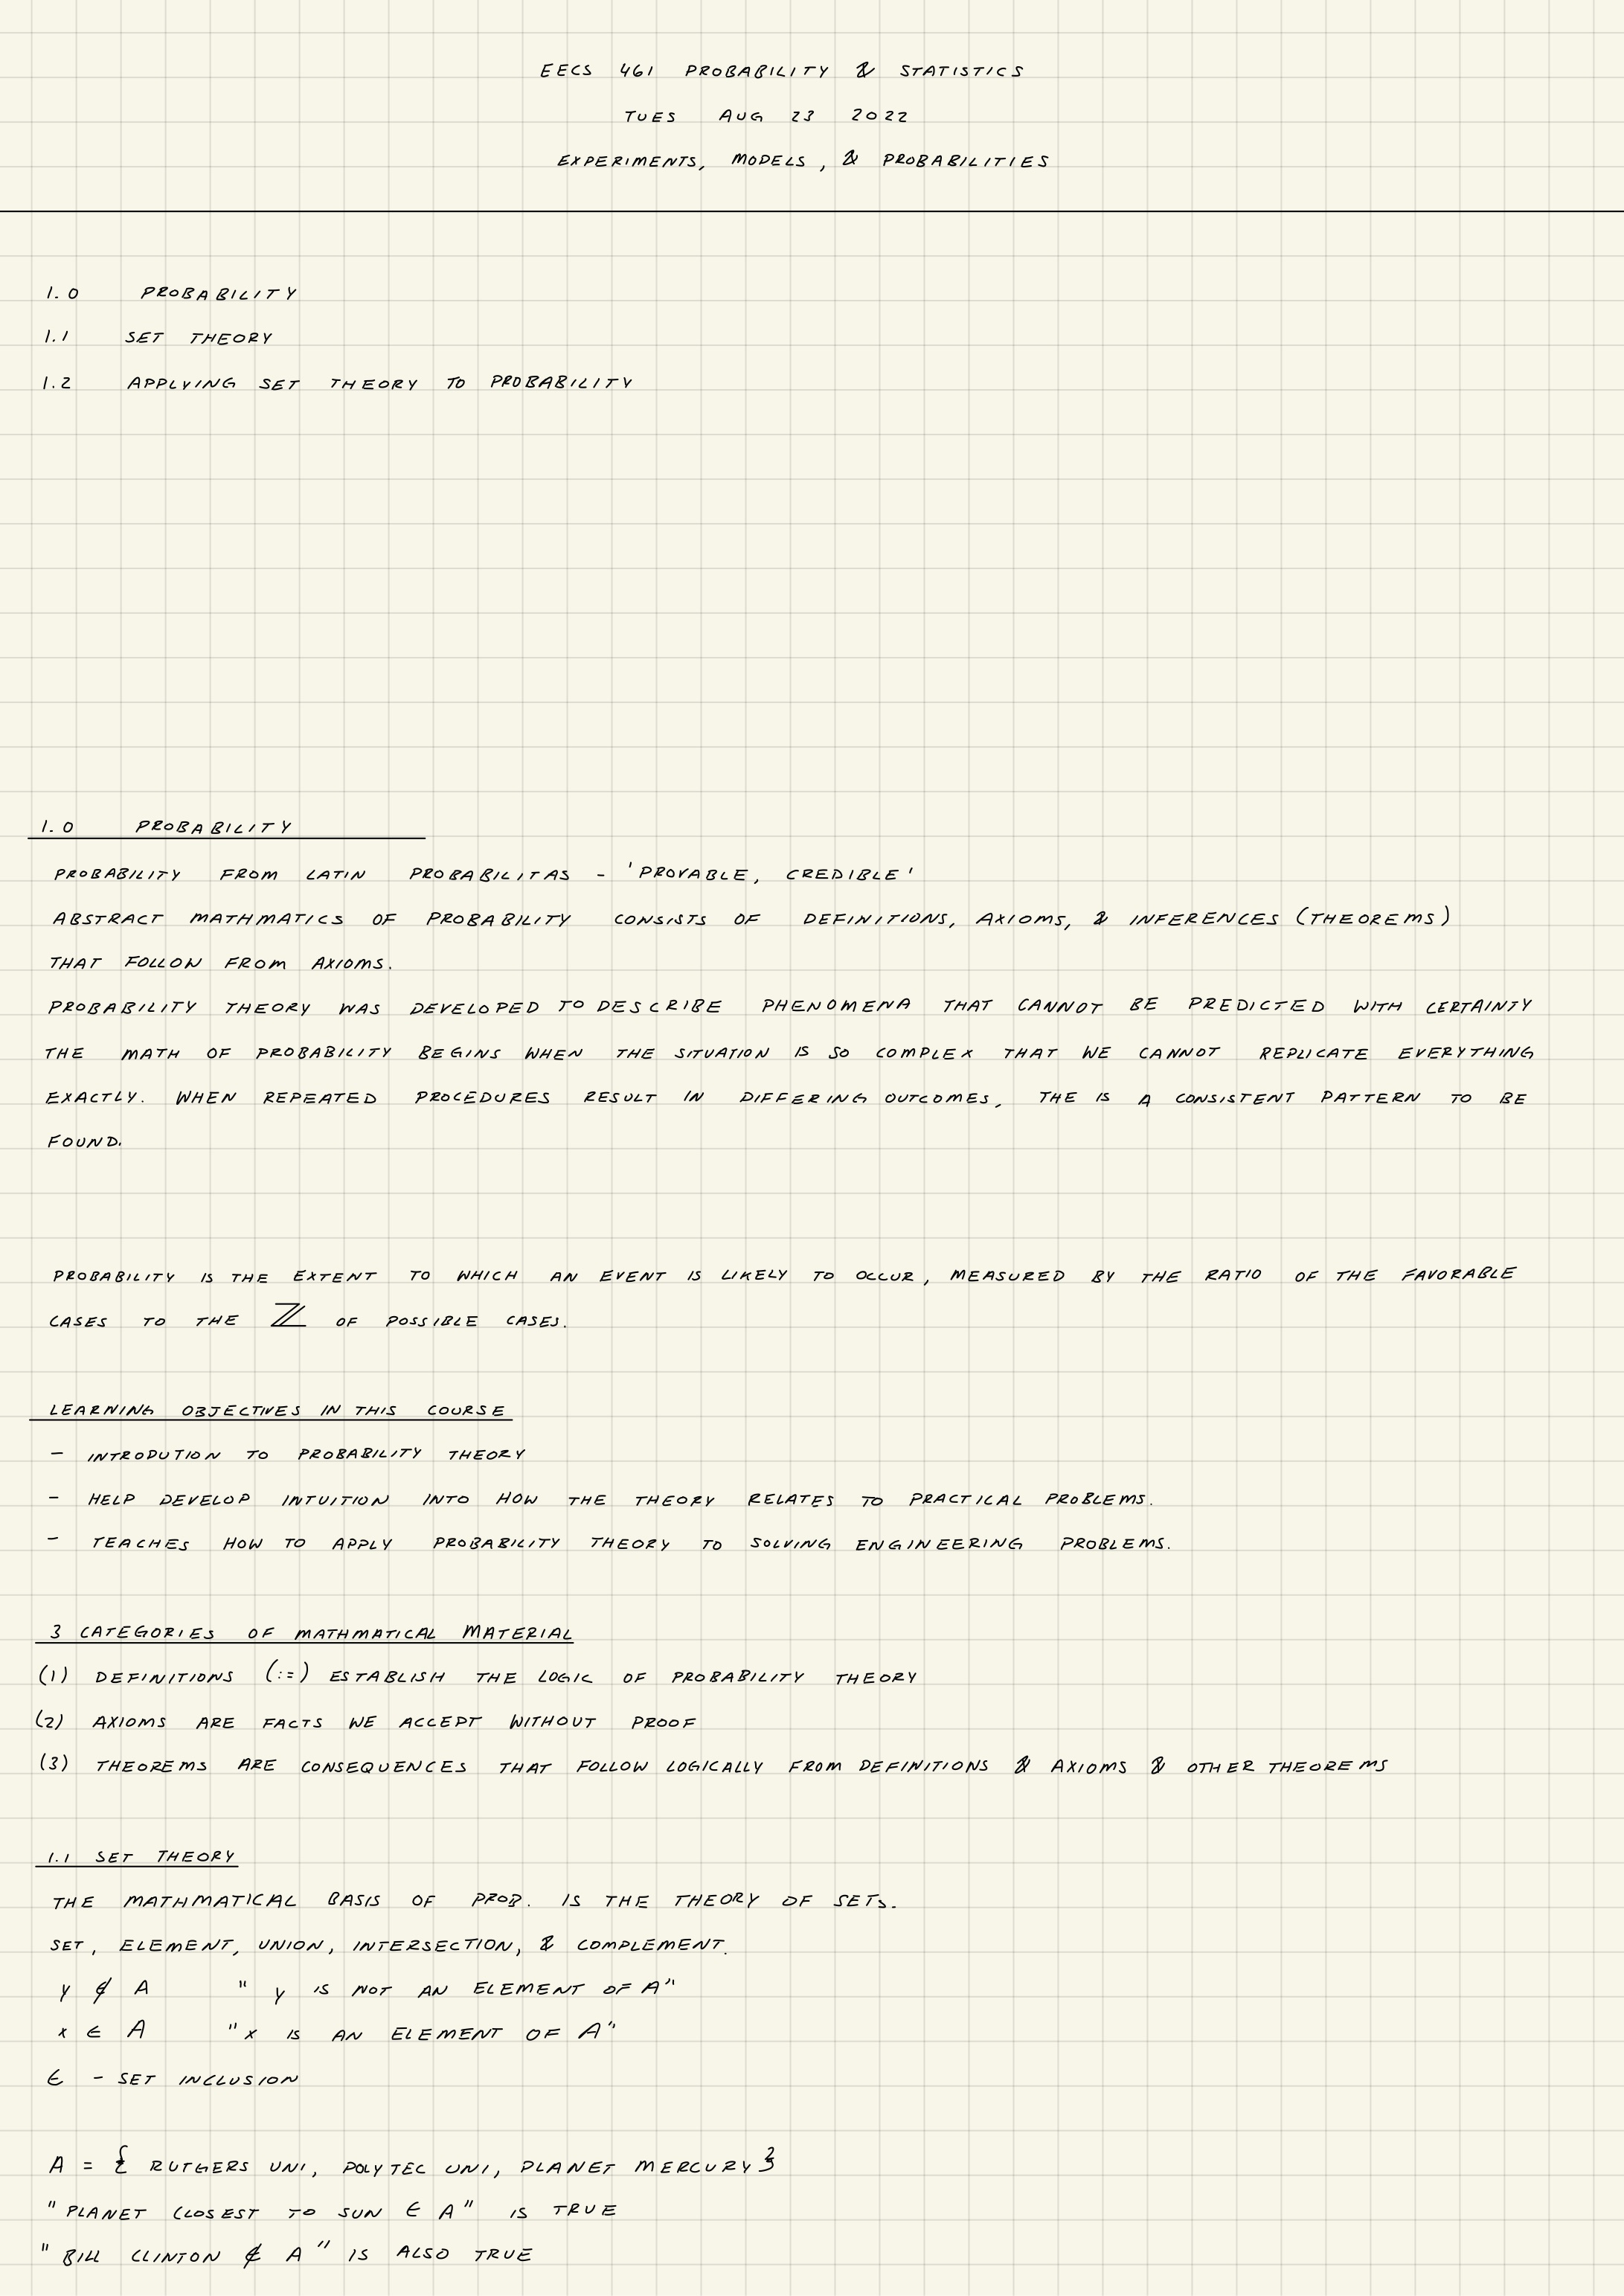 EECS 461 PROBABILITY & STATISTICS
TUES AUG 23 2022
EXPERIMENTS, MODELS, & PROBABILITIES
1.0 PROBABILITY
1.1 SET THEORY
1.2 APPLYING SET THEORY TO PROBABILITY
1.0 PROBABILITY
PROBABILITY FROM LATIN PROBABILITAS - 'PROVABLE, CREDIBLE'
ABSTRACT MATHMATICS OF PROBABILITY CONSISTS OF DEFINITIONS, AXIOMS, & INFERENCES (THEOREMS)
THAT FOLLOW FROM AXIOMS.
PROBABILITY THEORY WAS DEVELOPED TO DESCRIBE PHENOMENA THAT CANNOT BE PREDICTED WITH CERTAINTY
THE MATH OF PROBABILITY BEGINS WHEN THE SITUATION IS SO COMPLEX THAT WE CANNOT REPLICATE EVERYTHING
EXACTLY. WHEN REPEATED PROCEDURES RESULT IN DIFFERING OUTCOMES, THE IS A CONSISTENT PATTERN TO BE
FOUND.
PROBABILITY IS THE EXTENT TO WHICH AN EVENT IS LIKELY TO OCCUR, MEASURED BY THE RATIO OF THE FAVORABLE
CASES TO THE ℤ OF POSSIBLE CASES.
LEARNING OBJECTIVES IN THIS COURSE
- INTRODUTION TO PROBABILITY THEORY
- HELP DEVELOP INTUITION INTO HOW THE THEORY RELATES TO PRACTICAL PROBLEMS.
- TEACHES HOW TO APPLY PROBABILITY THEORY TO SOLVING ENGINEERING PROBLEMS.
3 CATEGORIES OF MATHMATICAL MATERIAL
(1) DEFINITIONS (:=) ESTABLISH THE LOGIC OF PROBABILITY THEORY
(2) AXIOMS ARE FACTS WE ACCEPT WITHOUT PROOF
(3) THEOREMS ARE CONSEQUENCES THAT FOLLOW LOGICALLY FROM DEFINITIONS & AXIOMS & OTHER THEOREMS
1.1 SET THEORY
THE MATHMATICAL BASIS OF PROB. IS THE THEORY OF SETS.
SET, ELEMENT, UNION, INTERSECTION, & COMPLEMENT.
y ∉ A " y IS NOT AN ELEMENT OF A"
x ∈ A "x IS AN ELEMENT OF A"
∈ - SET INCLUSION
A = { RUTGERS UNI, POLYTEC UNI, PLANET MERCURY }
"PLANET CLOSEST TO SUN ∈ A" IS TRUE
"BILL CLINTON ∉ A" IS ALSO TRUE